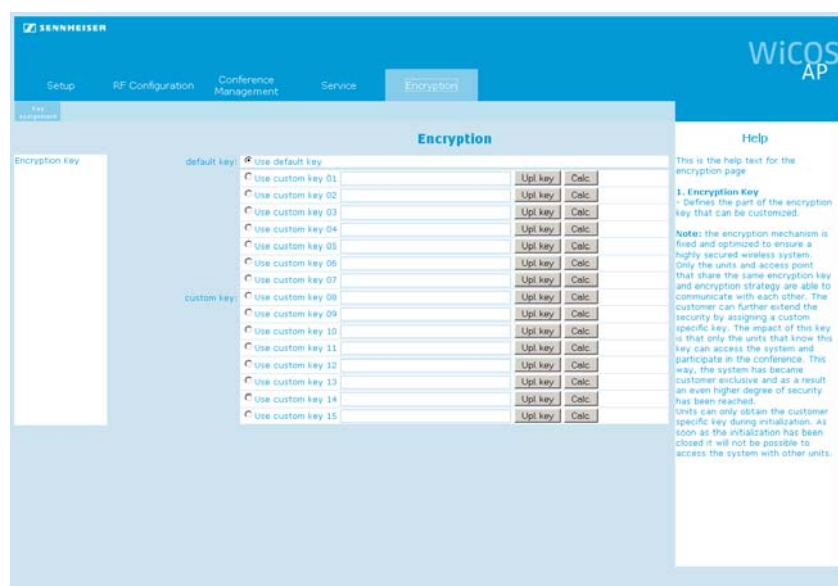 SENNHEISER
WiCOS
AP
Setup
RF Configuration
Conference
Management
Service
Encryption
Key
assignment
Encryption
Encryption Key
default key: Use default key
Use custom key 01 Upl.key Calc.
Use custom key 02 Upl.key Calc.
Use custom key 03 Upl.key Calc.
Use custom key 04 Upl.key Calc.
Use custom key 05 Upl.key Calc.
Use custom key 06 Upl.key Calc.
Use custom key 07 Upl.key Calc.
custom key: Use custom key 08 Upl.key Calc.
Use custom key 09 Upl.key Calc.
Use custom key 10 Upl.key Calc.
Use custom key 11 Upl.key Calc.
Use custom key 12 Upl.key Calc.
Use custom key 13 Upl.key Calc.
Use custom key 14 Upl.key Calc.
Use custom key 15 Upl.key Calc.
Help
This is the help text for the
encryption page
1. Encryption Key
- Defines the part of the encryption
key that can be customized.
Note: the encryption mechanism is
fixed and optimized to ensure a
highly secured wireless system.
Only the units and access point
that share the same encryption key
and encryption strategy are able to
communicate with each other. The
customer can further extend the
security by assigning a custom
specific key. The impact of this key
is that only the units that know this
key can access the system and
participate in the conference. This
way, the system has became
customer exclusive and as a result
an even higher degree of security
has been reached.
Units can only obtain the customer
specific key during initialization. As
soon as the initialization has been
closed it will not be possible to
access the system with other units.